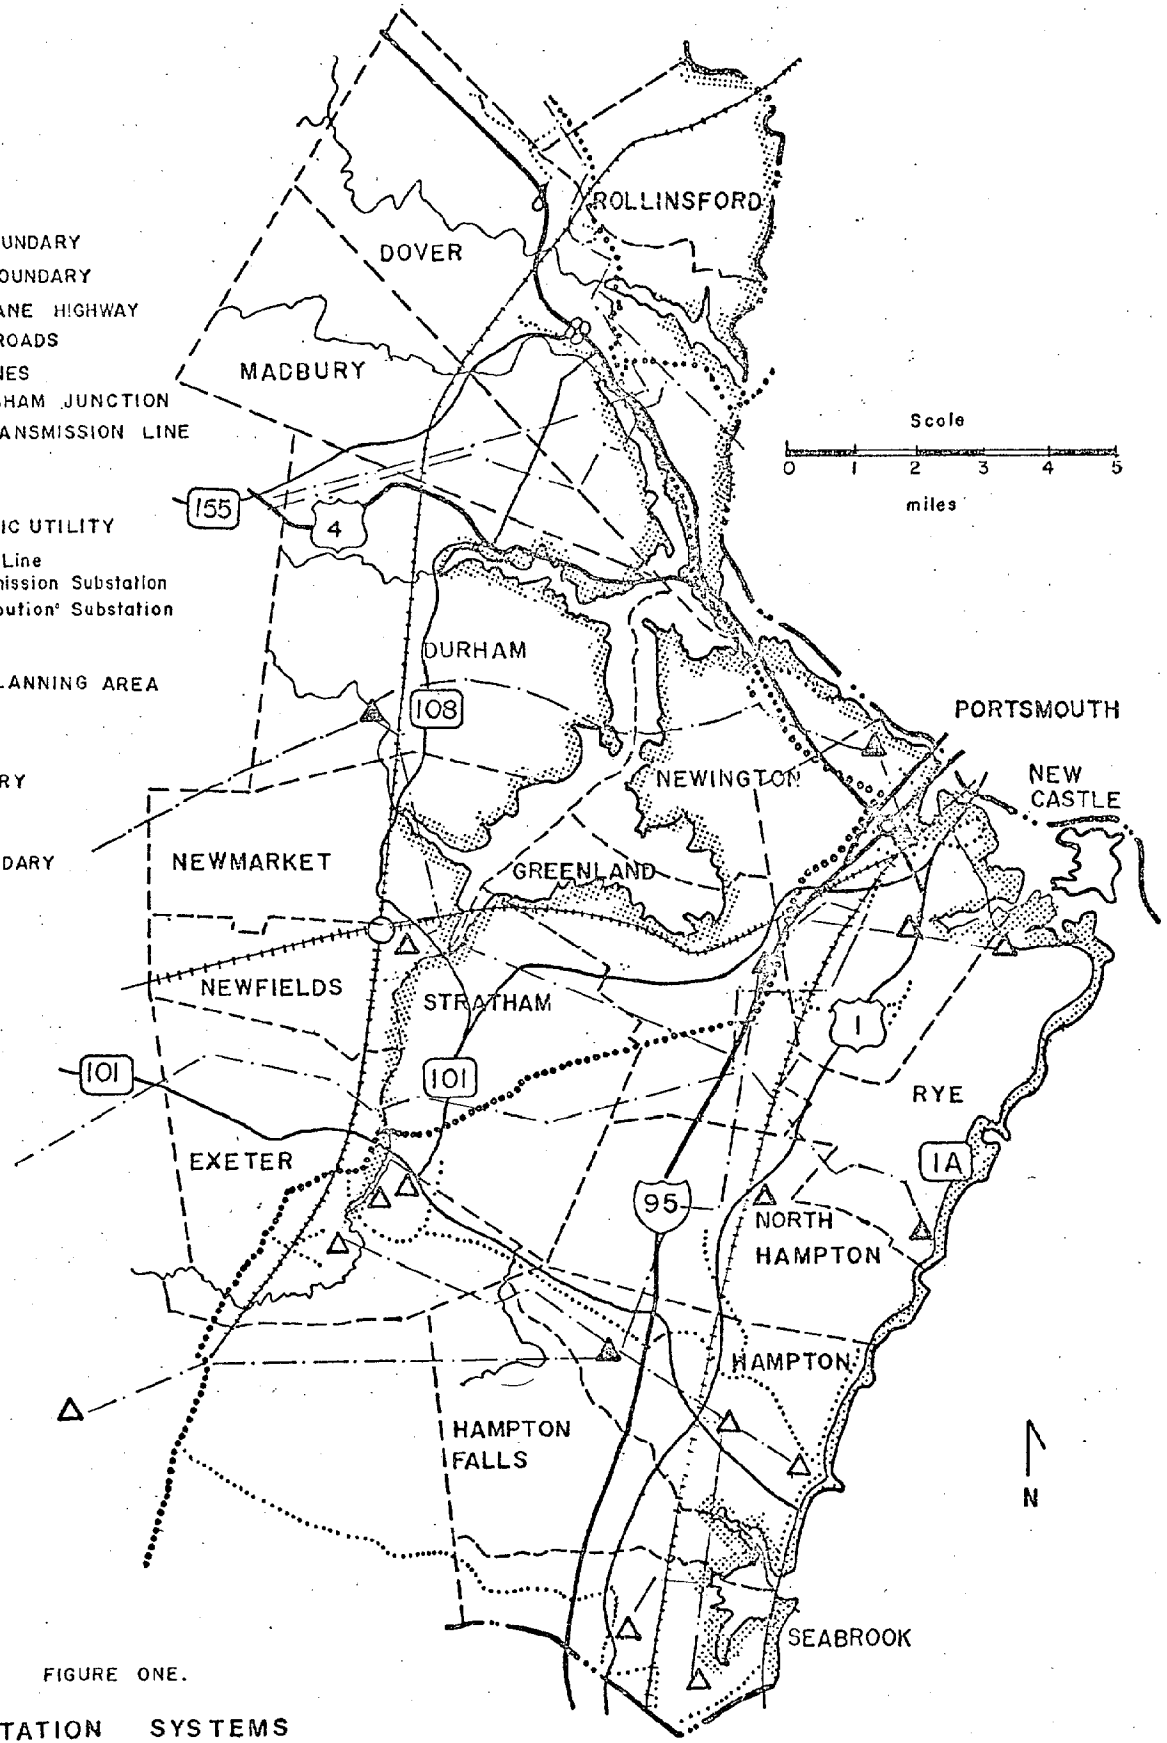 UNDARY
OUNDARY
ANE HIGHWAY
ROADS
NES
HAM JUNCTION
ANSMISSION LINE
IC UTILITY
Line
mission Substation
bution Substation
LANNING AREA
RY
DARY
ROLLINSFORD
DOVER
MADBURY
Scale
0 1 2 3 4 5
miles
155
4
DURHAM
108
PORTSMOUTH
NEWINGTON
NEW
CASTLE
NEWMARKET
GREENLAND
NEWFIELDS
STRATHAM
1
101
101
RYE
EXETER
1A
95
NORTH
HAMPTON
HAMPTON
HAMPTON
FALLS
N
SEABROOK
FIGURE ONE.
TATION SYSTEMS